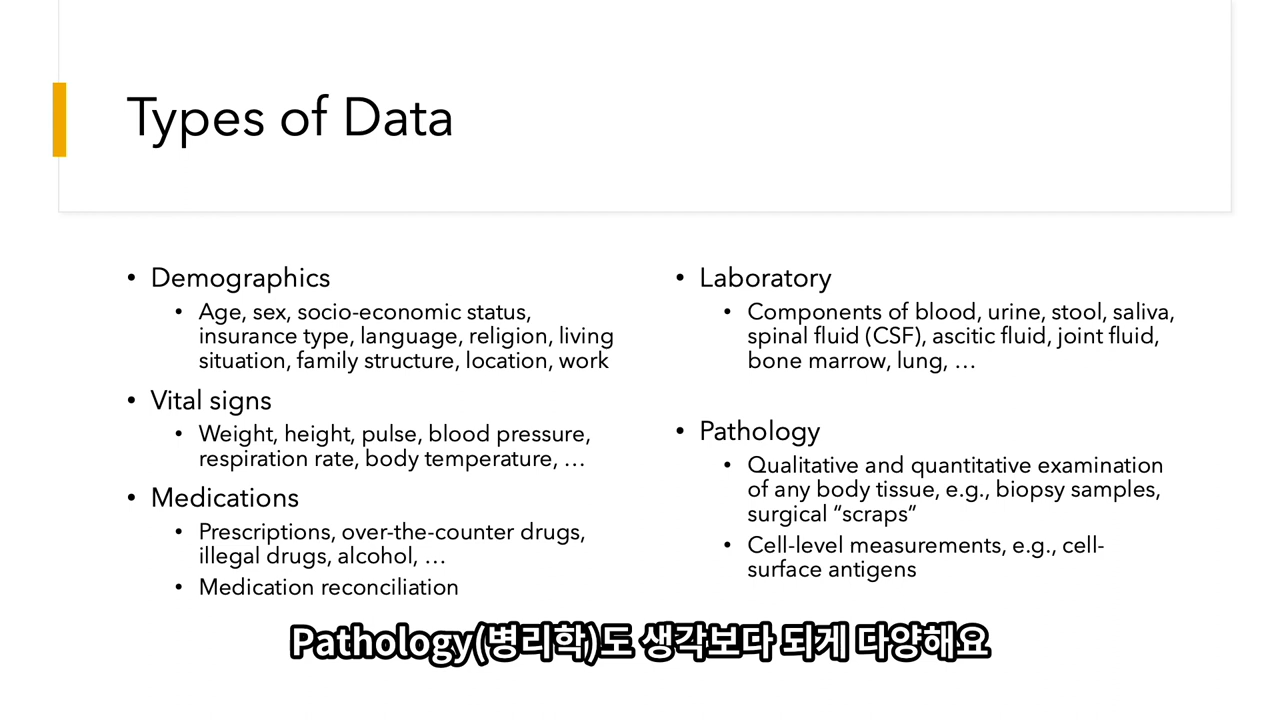 Types of Data
• Demographics
• Age, sex, socio-economic status,
insurance type, language, religion, living
situation, family structure, location, work
• Vital signs
• Weight, height, pulse, blood pressure,
respiration rate, body temperature, …
• Medications
• Prescriptions, over-the-counter drugs,
illegal drugs, alcohol, …
• Medication reconciliation
• Laboratory
• Components of blood, urine, stool, saliva,
spinal fluid (CSF), ascitic fluid, joint fluid,
bone marrow, lung, …
• Pathology
• Qualitative and quantitative examination
of any body tissue, e.g., biopsy samples,
surgical “scraps”
• Cell-level measurements, e.g., cell-
surface antigens
Pathology(병리학)도 생각보다 되게 다양해요